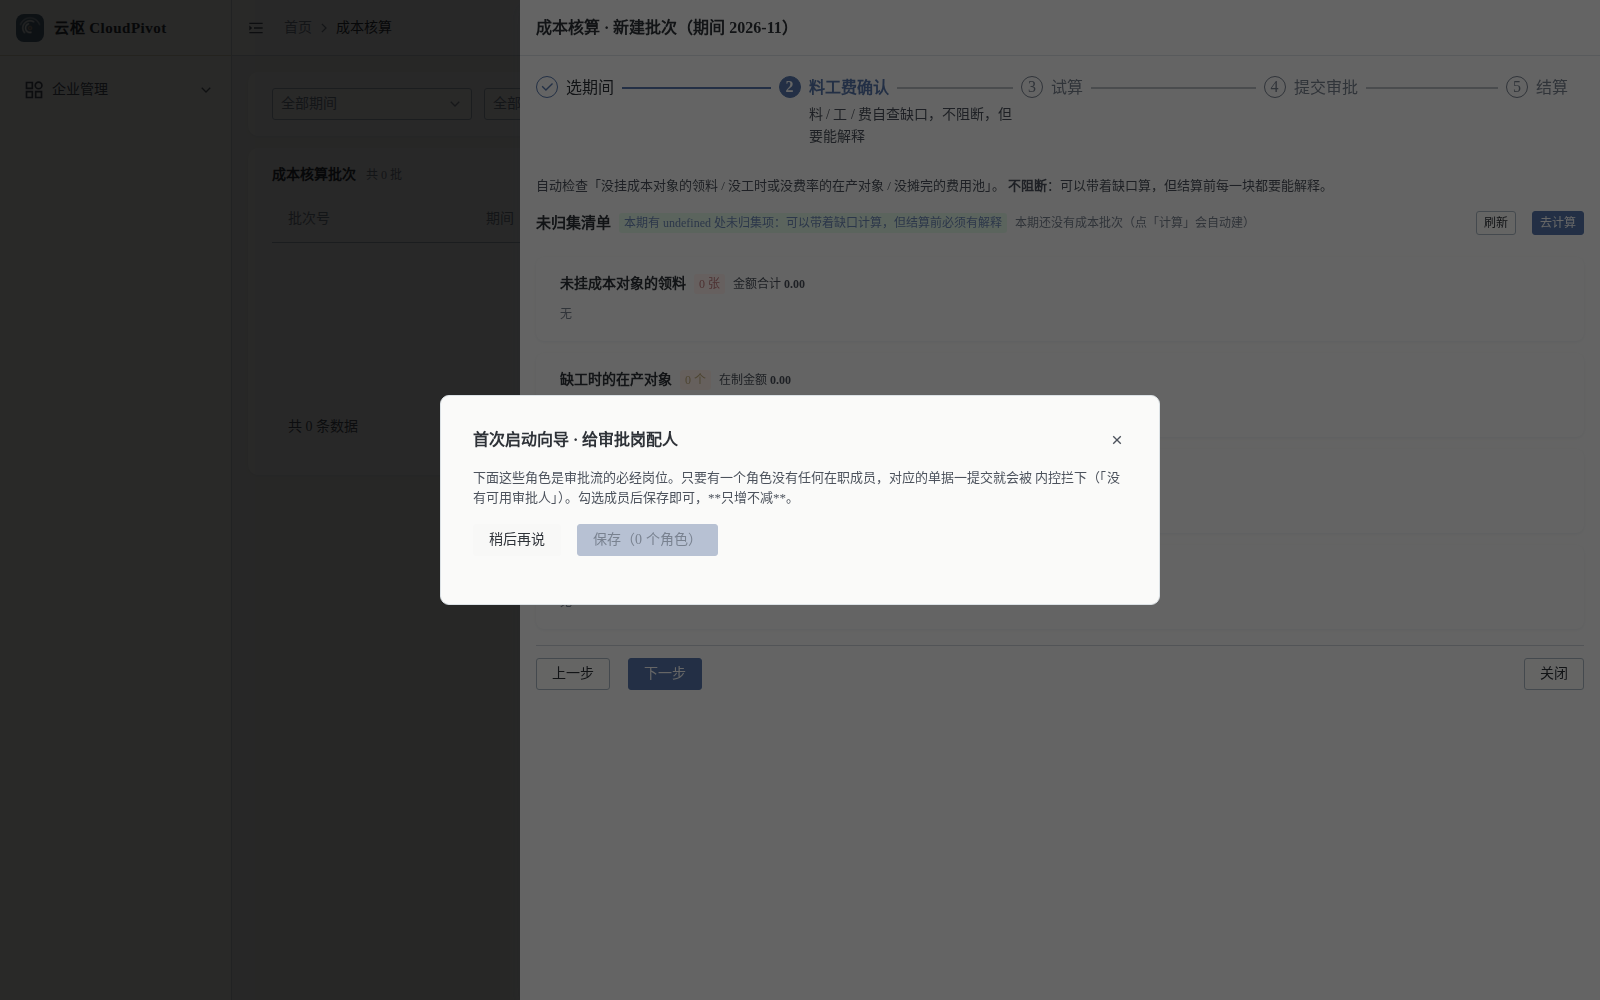 云枢 CloudPivot
首页 > 成本核算
企业管理
全部期间
全部
成本核算批次 共 0 批
批次号 期间
共 0 条数据
成本核算 · 新建批次（期间 2026-11）
选期间
2 料工费确认
料 / 工 / 费自查缺口，不阻断，但
要能解释
3 试算
4 提交审批
5 结算
自动检查「没挂成本对象的领料 / 没工时或没费率的在产对象 / 没摊完的费用池」。 不阻断：可以带着缺口算，但结算前每一块都要能解释。
未归集清单 本期有 undefined 处未归集项：可以带着缺口计算，但结算前必须有解释 本期还没有成本批次（点「计算」会自动建） 刷新 去计算
未挂成本对象的领料 0 张 金额合计 0.00
无
缺工时的在产对象 0 个 在制金额 0.00
首次启动向导 · 给审批岗配人
下面这些角色是审批流的必经岗位。只要有一个角色没有任何在职成员，对应的单据一提交就会被 内控拦下（「没
有可用审批人」）。勾选成员后保存即可，**只增不减**。
稍后再说 保存（0 个角色）
上一步 下一步 关闭